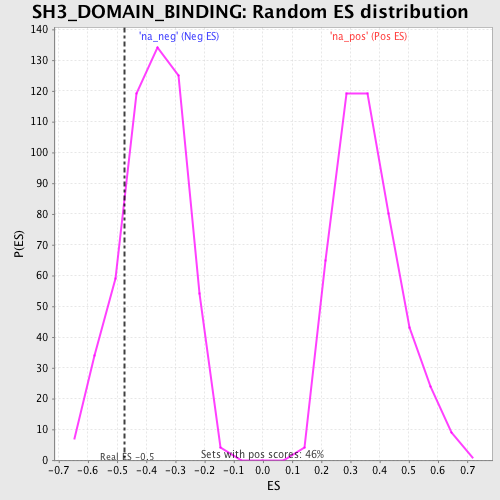 SH3_DOMAIN_BINDING: Random ES distribution
'na_neg' (Neg ES)
'na_pos' (Pos ES)
140
130
120
110
100
90
80
70
60
50
40
30
20
10
0
P(ES)
Real ES -0,5
Sets with pos scores: 46%
-0.7 -0.6 -0.5 -0.4 -0.3 -0.2 -0.1 0.0 0.1 0.2 0.3 0.4 0.5 0.6 0.7
ES